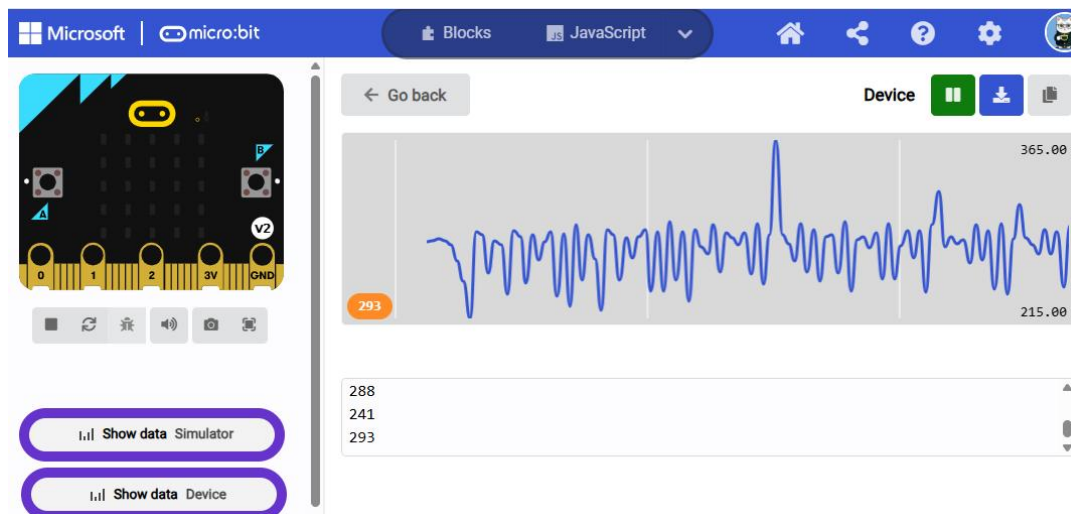 Microsoft micro:bit Blocks JS JavaScript
Go back Device
B
A
V2
0 1 2 3V GND
365.00
293
215.00
288
241
293
Show data Simulator
Show data Device